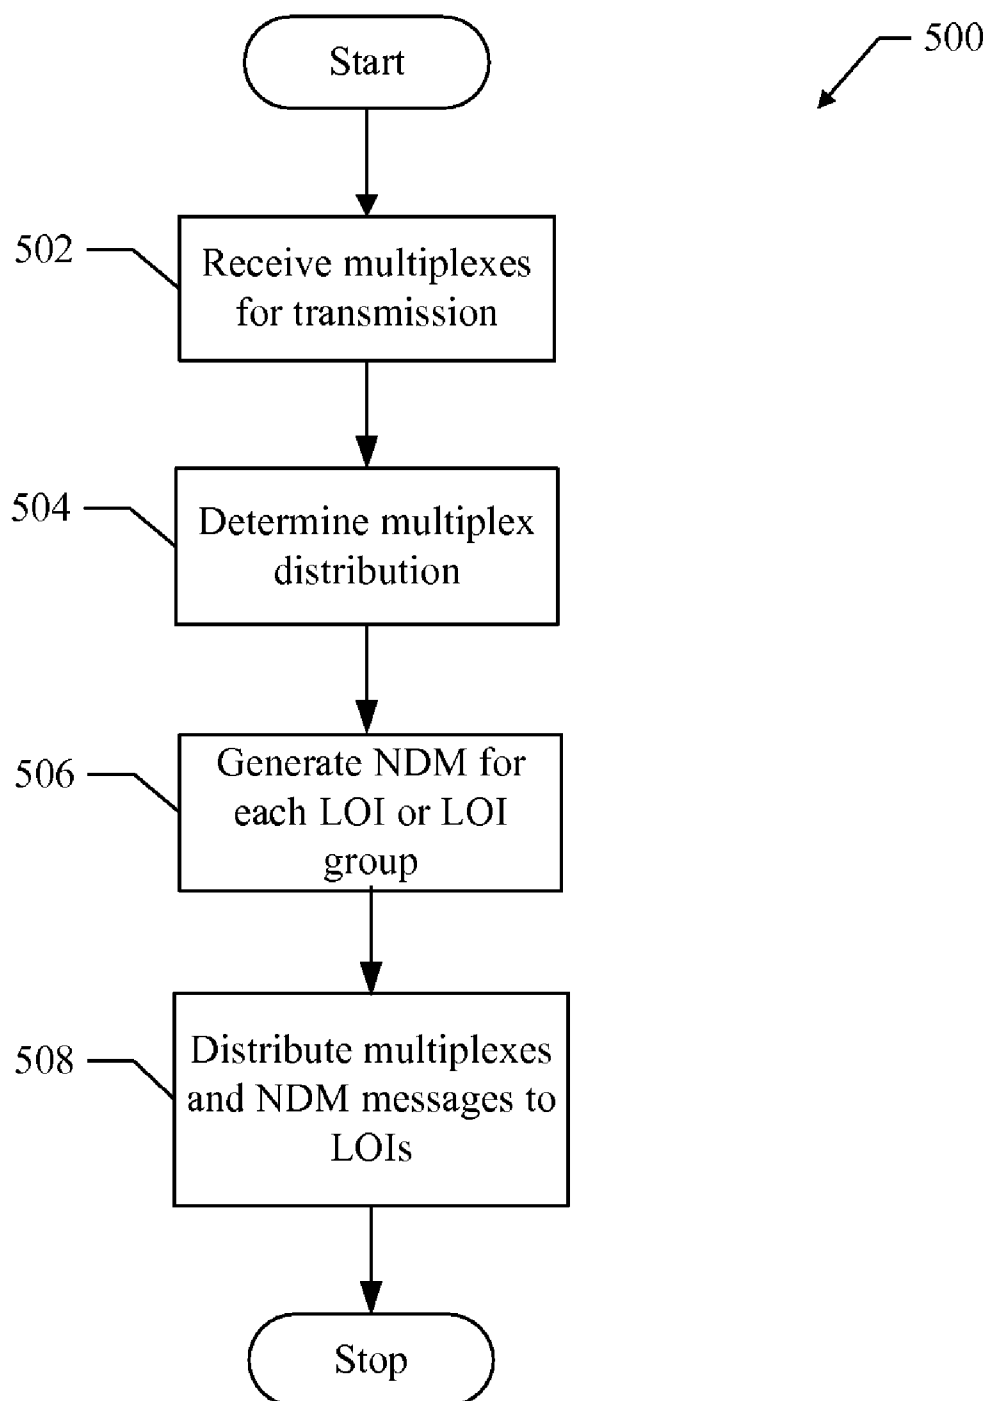 Start
500
502
Receive multiplexes
for transmission
504
Determine multiplex
distribution
506
Generate NDM for
each LOI or LOI
group
508
Distribute multiplexes
and NDM messages to
LOIs
Stop